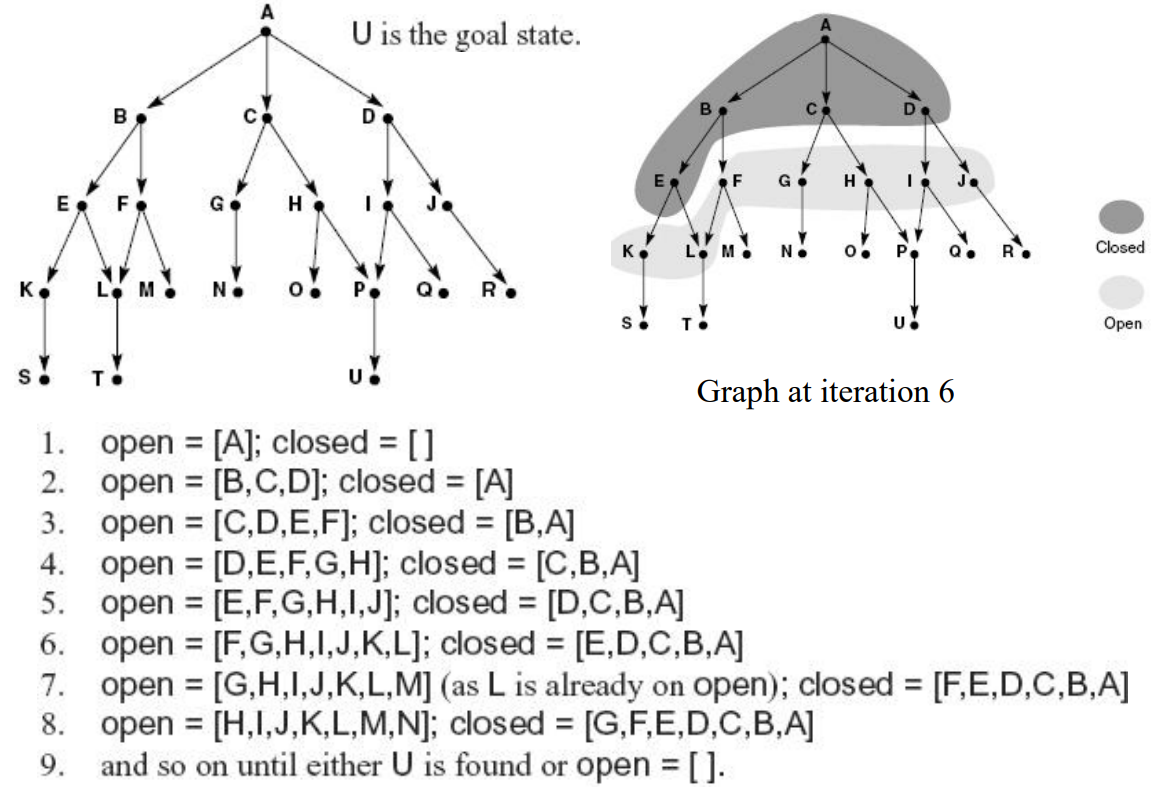 A
U is the goal state.
B C D
E F G H I J
K L M N O P Q R
S T U
A
B C D
E F G H I J
K L M N O P Q R
S T U
Closed
Open
Graph at iteration 6
1. open = [A]; closed = [ ]
2. open = [B,C,D]; closed = [A]
3. open = [C,D,E,F]; closed = [B,A]
4. open = [D,E,F,G,H]; closed = [C,B,A]
5. open = [E,F,G,H,I,J]; closed = [D,C,B,A]
6. open = [F,G,H,I,J,K,L]; closed = [E,D,C,B,A]
7. open = [G,H,I,J,K,L,M] (as L is already on open); closed = [F,E,D,C,B,A]
8. open = [H,I,J,K,L,M,N]; closed = [G,F,E,D,C,B,A]
9. and so on until either U is found or open = [ ].